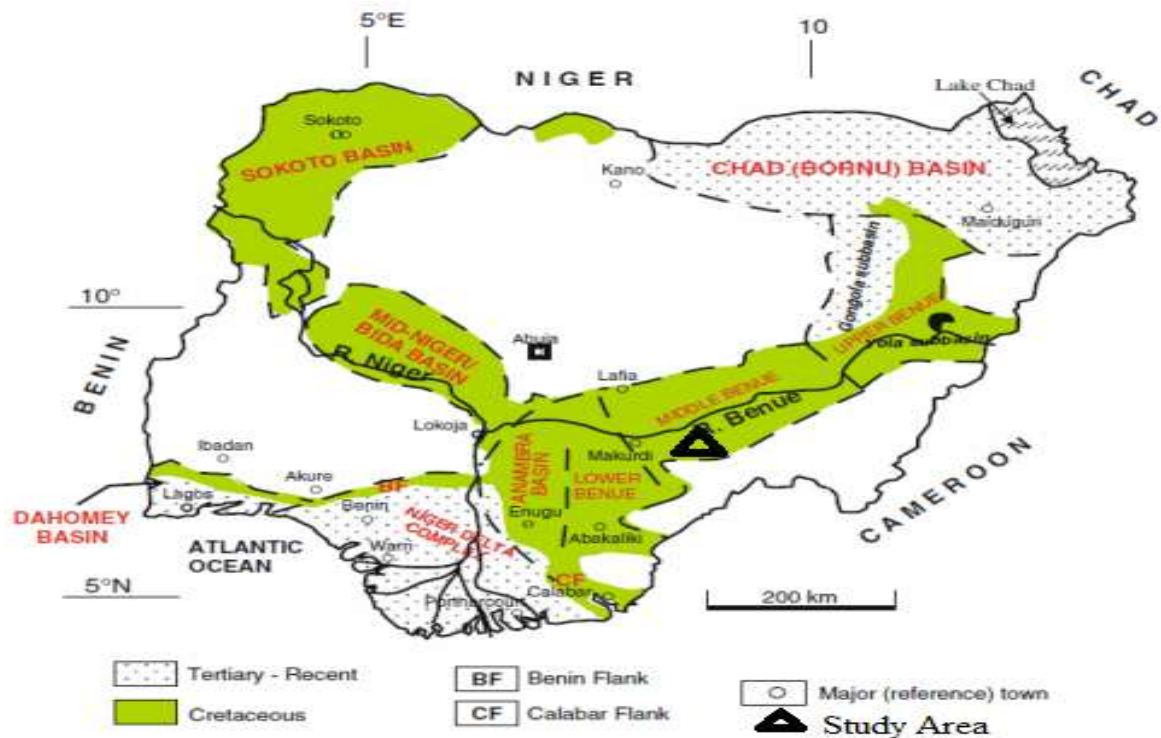 5°E
10
NIGER
Lake Chad
CHAD
Sokoto
SOKOTO BASIN
Kano
CHAD (BORNU) BASIN
Maiduguri
Gongola subbasin
10°
MID-NIGER/
BIDA BASIN
R. Niger
Abuja
UPPER BENUE
Yola subbasin
BENIN
Lafia
MIDDLE BENUE
R. Benue
Lokoja
Makurdi
Ibadan
ANAMBRA
BASIN
LOWER
BENUE
Akure
BF
Lagos
Benin
Enugu
DAHOMEY
BASIN
NIGER DELTA
Abakaliki
CAMEROON
ATLANTIC
OCEAN
Warri
CF
5°N
Calabar
200 km
Tertiary - Recent
BF Benin Flank
Major (reference) town
Cretaceous
CF Calabar Flank
Study Area